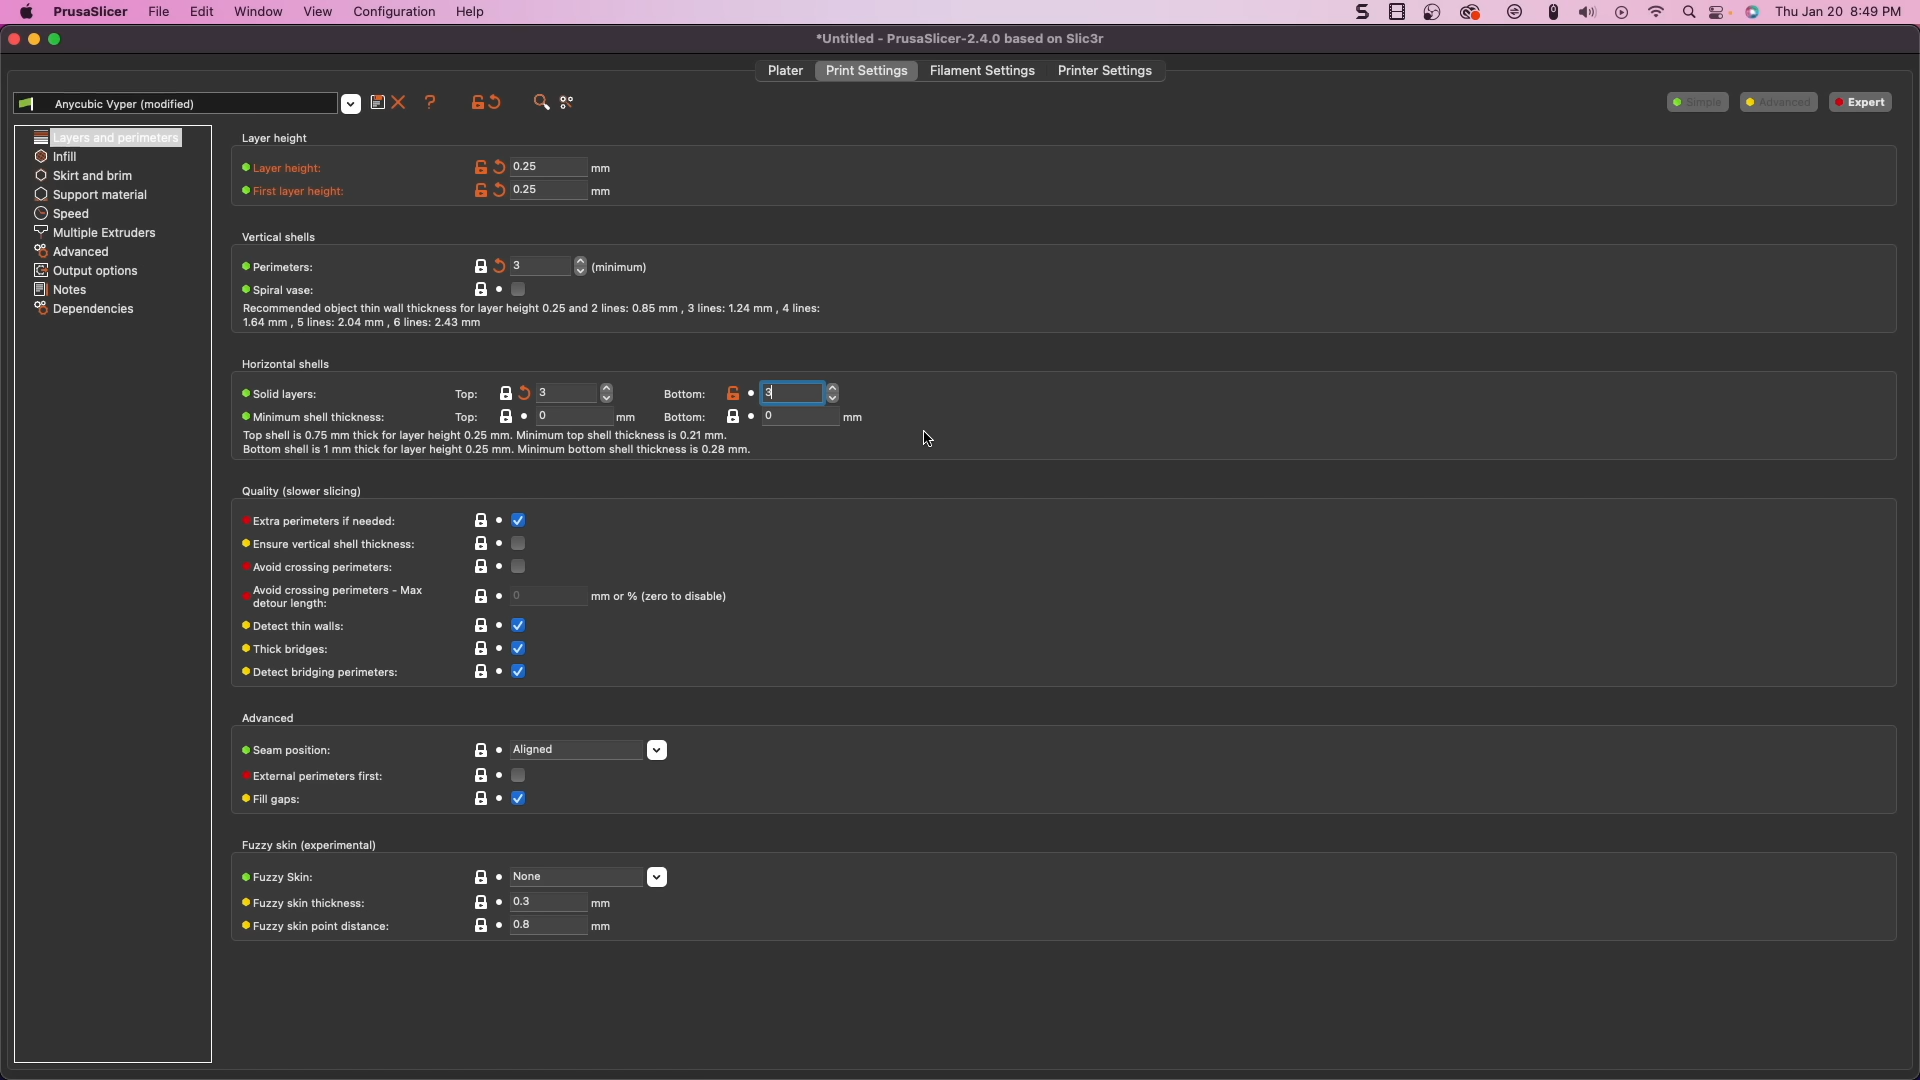 PrusaSlicer File Edit Window View Configuration Help Thu Jan 20 8:49 PM
*Untitled - PrusaSlicer-2.4.0 based on Slic3r
Plater Print Settings Filament Settings Printer Settings
Anycubic Vyper (modified) ? Simple Advanced Expert
Layers and perimeters
Infill
Skirt and brim
Support material
Speed
Multiple Extruders
Advanced
Output options
Notes
Dependencies
Layer height
Layer height: 0.25 mm
First layer height: 0.25 mm
Vertical shells
Perimeters: 3 (minimum)
Spiral vase:
Recommended object thin wall thickness for layer height 0.25 and 2 lines: 0.85 mm , 3 lines: 1.24 mm , 4 lines:
1.64 mm , 5 lines: 2.04 mm , 6 lines: 2.43 mm
Horizontal shells
Solid layers: Top: 3 Bottom: 3
Minimum shell thickness: Top: 0 mm Bottom: 0 mm
Top shell is 0.75 mm thick for layer height 0.25 mm. Minimum top shell thickness is 0.21 mm.
Bottom shell is 1 mm thick for layer height 0.25 mm. Minimum bottom shell thickness is 0.28 mm.
Quality (slower slicing)
Extra perimeters if needed:
Ensure vertical shell thickness:
Avoid crossing perimeters:
Avoid crossing perimeters - Max
detour length: 0 mm or % (zero to disable)
Detect thin walls:
Thick bridges:
Detect bridging perimeters:
Advanced
Seam position: Aligned
External perimeters first:
Fill gaps:
Fuzzy skin (experimental)
Fuzzy Skin: None
Fuzzy skin thickness: 0.3 mm
Fuzzy skin point distance: 0.8 mm